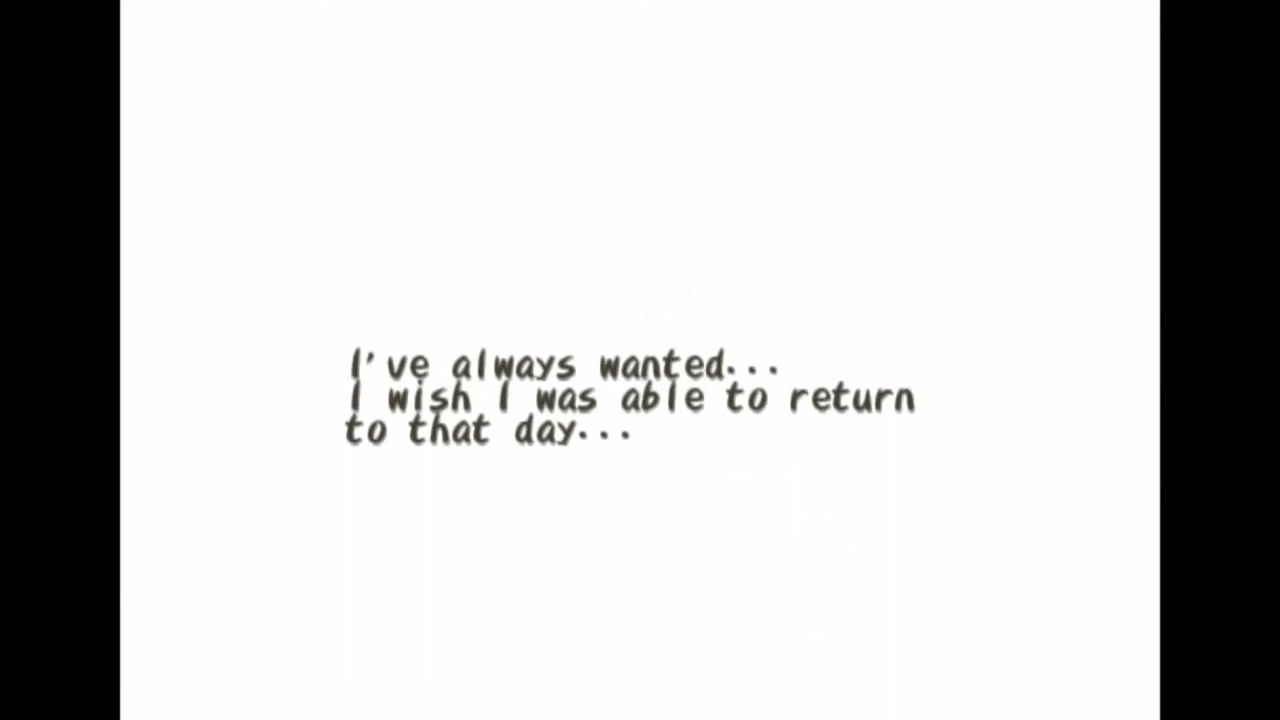 I've always wanted...
I wish I was able to return
to that day...